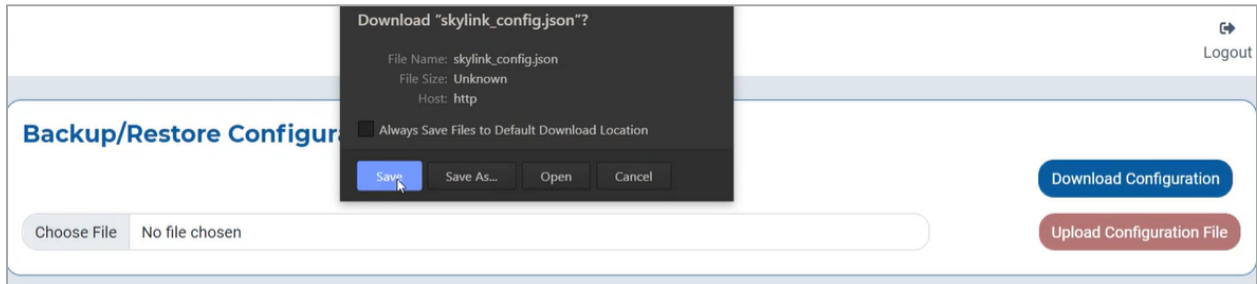 Download “skylink_config.json”?
File Name: skylink_config.json
File Size: Unknown
Host: http
Always Save Files to Default Download Location
Save
Save As...
Open
Cancel
Logout
Backup/Restore
Download Configuration
Choose File
No file chosen
Upload Configuration File